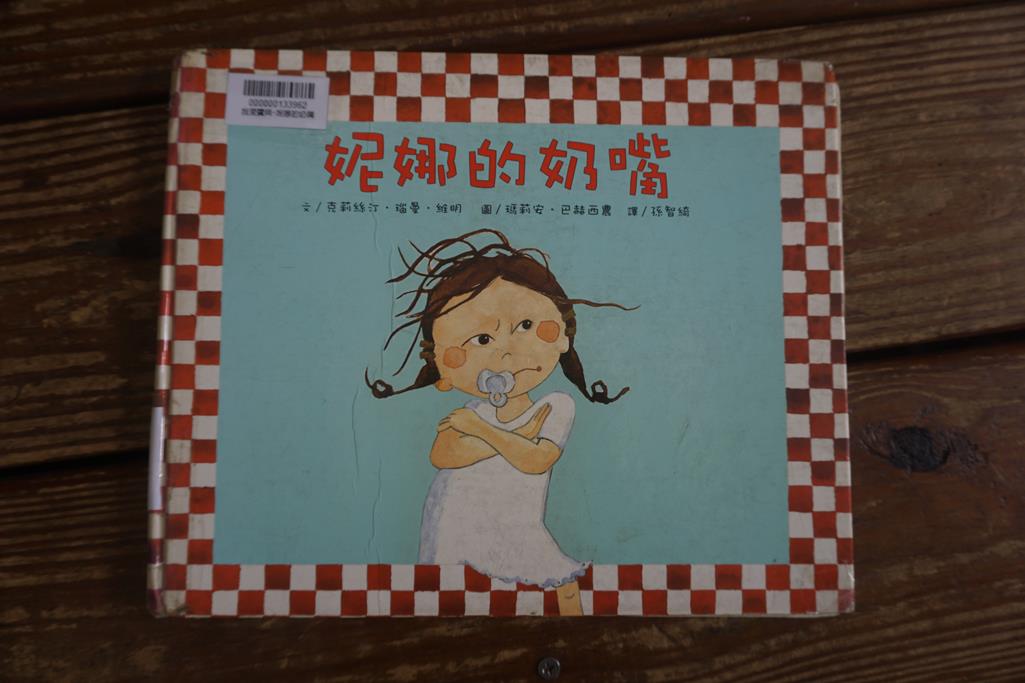 000000133962
妮娜的奶嘴
文/克莉絲汀·瑙曼·維明 圖/瑪莉安·巴赫西農 譯/孫智綺